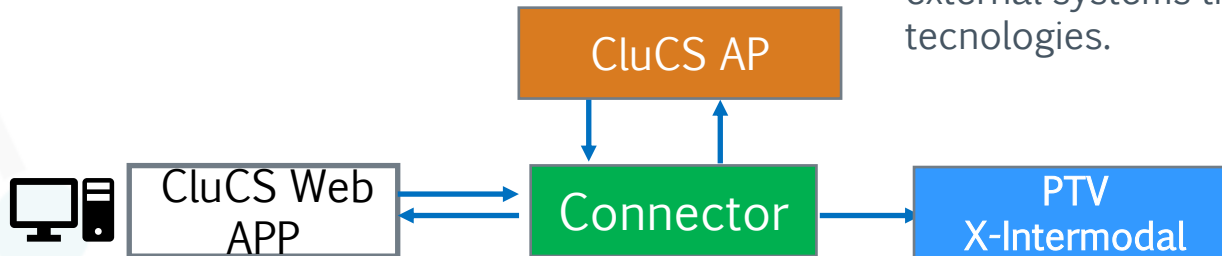 tecnologies.
CluCS AP
CluCS Web
APP
Connector
PTV
X-Intermodal